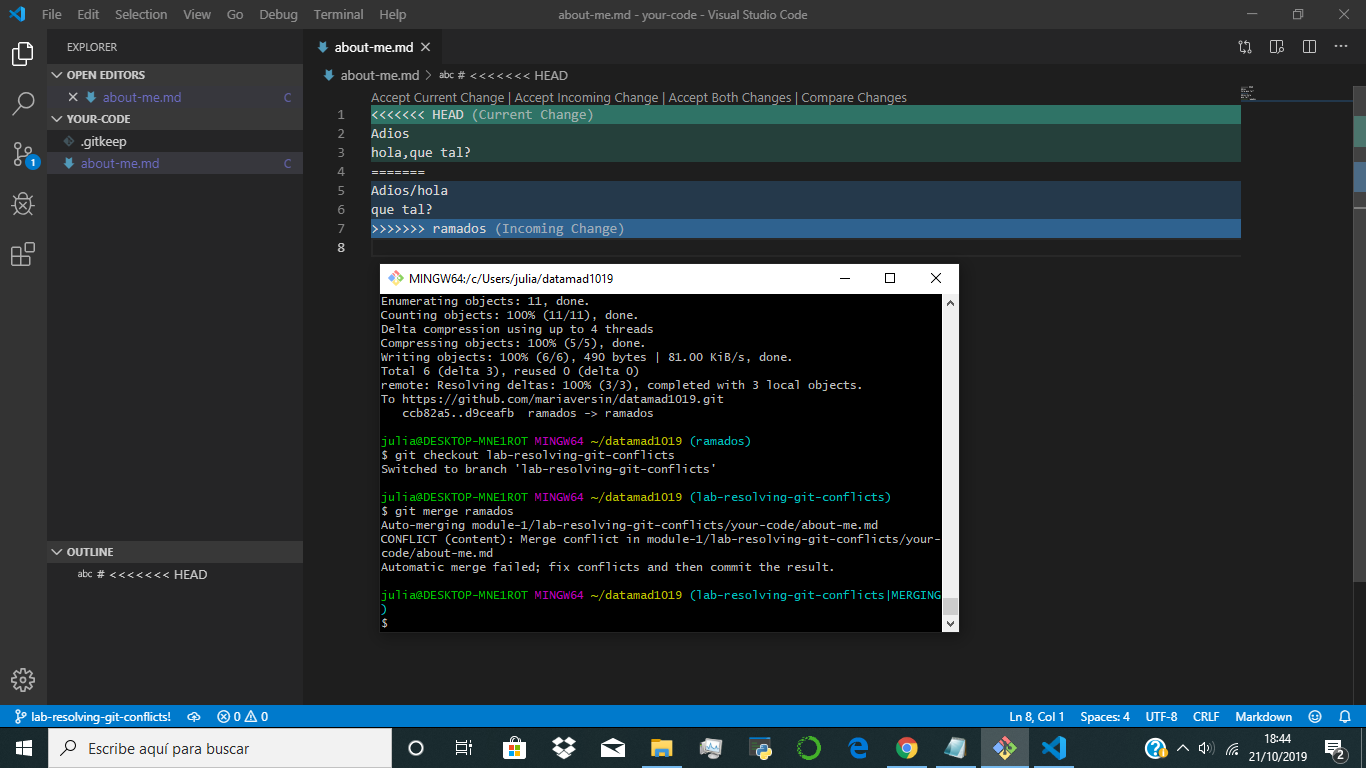 File Edit Selection View Go Debug Terminal Help
about-me.md - your-code - Visual Studio Code
EXPLORER
OPEN EDITORS
about-me.md C
YOUR-CODE
.gitkeep
about-me.md C
1
OUTLINE
abc # <<<<<<< HEAD
about-me.md
about-me.md > abc # <<<<<<< HEAD
Accept Current Change | Accept Incoming Change | Accept Both Changes | Compare Changes
1 <<<<<<< HEAD (Current Change)
2 Adios
3 hola,que tal?
4 =======
5 Adios/hola
6 que tal?
7 >>>>>>> ramados (Incoming Change)
8
MINGW64:/c/Users/julia/datamad1019
Enumerating objects: 11, done.
Counting objects: 100% (11/11), done.
Delta compression using up to 4 threads
Compressing objects: 100% (5/5), done.
Writing objects: 100% (6/6), 490 bytes | 81.00 KiB/s, done.
Total 6 (delta 3), reused 0 (delta 0)
remote: Resolving deltas: 100% (3/3), completed with 3 local objects.
To https://github.com/mariaversin/datamad1019.git
ccb82a5..d9ceafb ramados -> ramados
julia@DESKTOP-MNE1ROT MINGW64 ~/datamad1019 (ramados)
$ git checkout lab-resolving-git-conflicts
Switched to branch 'lab-resolving-git-conflicts'
julia@DESKTOP-MNE1ROT MINGW64 ~/datamad1019 (lab-resolving-git-conflicts)
$ git merge ramados
Auto-merging module-1/lab-resolving-git-conflicts/your-code/about-me.md
CONFLICT (content): Merge conflict in module-1/lab-resolving-git-conflicts/your-
code/about-me.md
Automatic merge failed; fix conflicts and then commit the result.
julia@DESKTOP-MNE1ROT MINGW64 ~/datamad1019 (lab-resolving-git-conflicts|MERGING
)
$
lab-resolving-git-conflicts! 0 0
Ln 8, Col 1 Spaces: 4 UTF-8 CRLF Markdown
Escribe aquí para buscar
18:44
21/10/2019
2